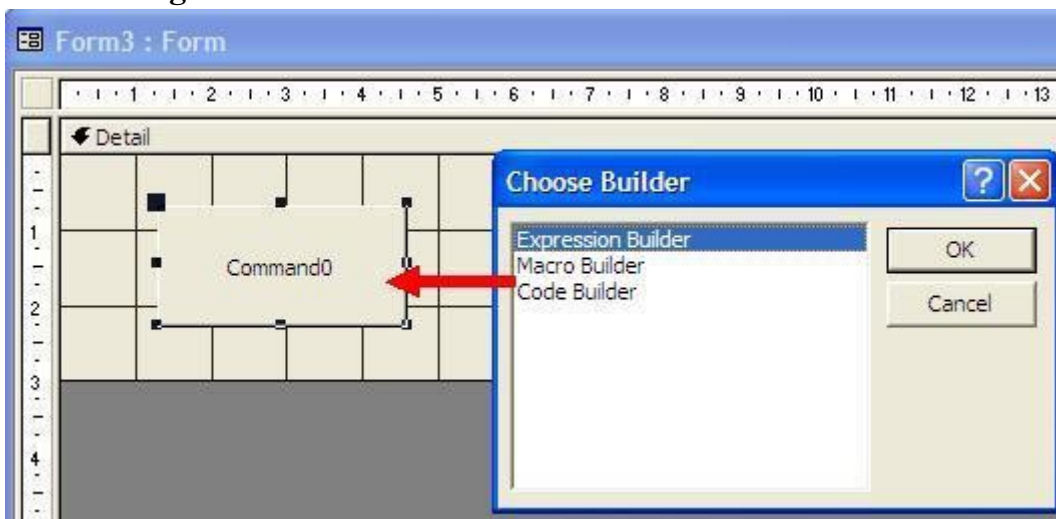 Form3 : Form
1 2 3 4 5 6 7 8 9 10 11 12 13
Detail
Choose Builder
Expression Builder
Macro Builder
Code Builder
OK
Cancel
Command0
1
2
3
4